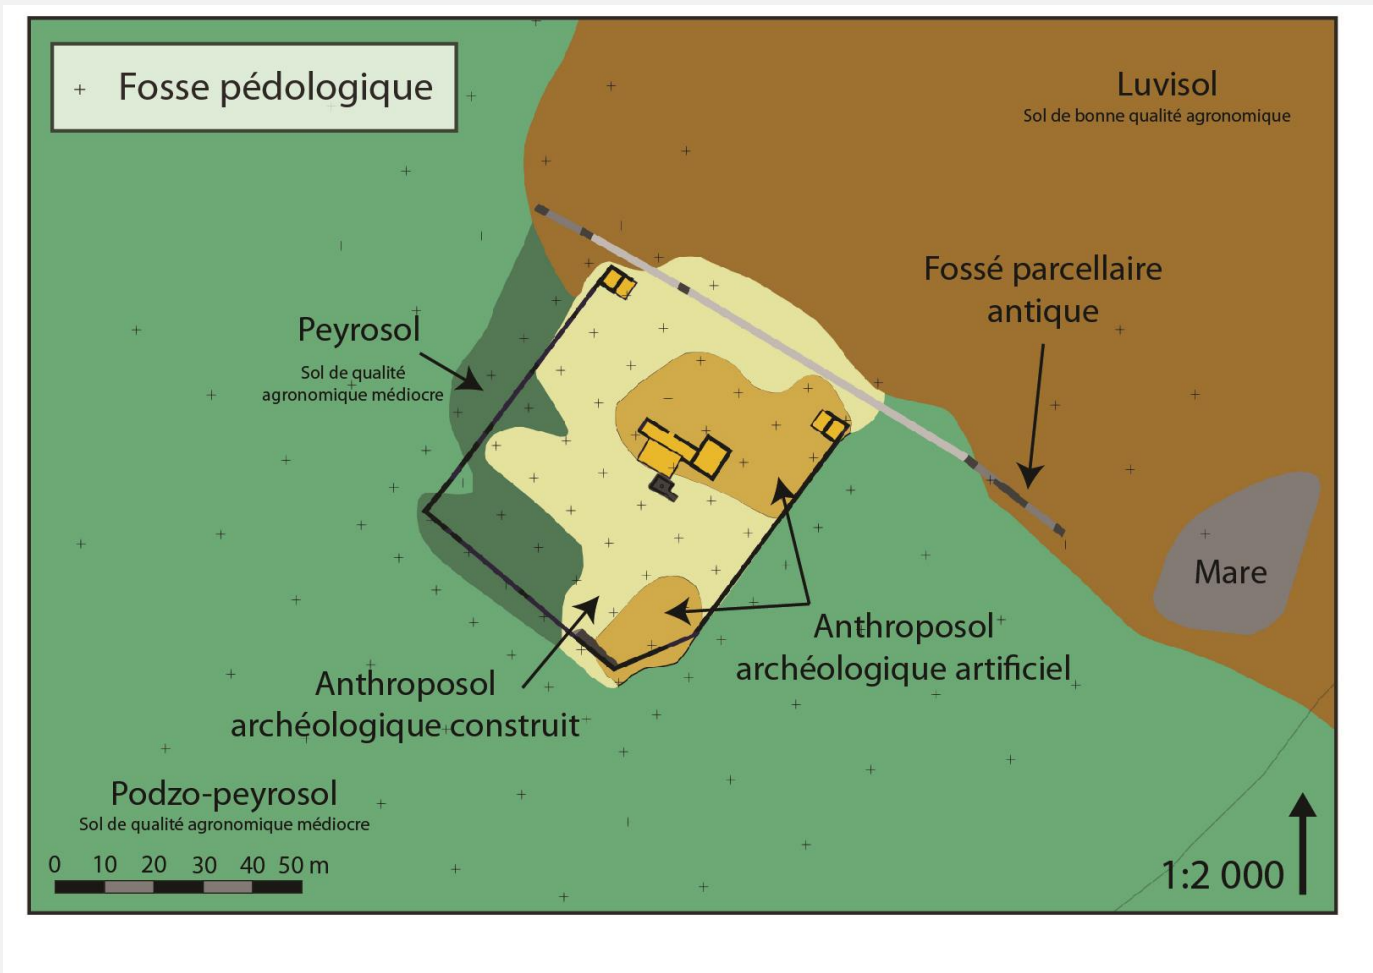 Fosse pédologique
Luvisol
Sol de bonne qualité agronomique
Fossé parcellaire
antique
Peyrosol
Sol de qualité
agronomique médiocre
Mare
Anthroposol
archéologique artificiel
Anthroposol
archéologique construit
Podzo-peyrosol
Sol de qualité agronomique médiocre
0 10 20 30 40 50 m
1:2 000